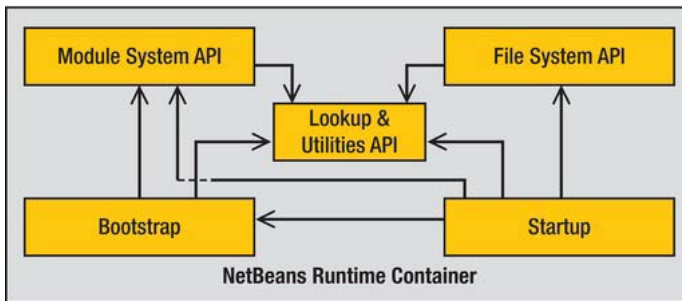 Module System API
File System API
Lookup &
Utilities API
Bootstrap
Startup
NetBeans Runtime Container